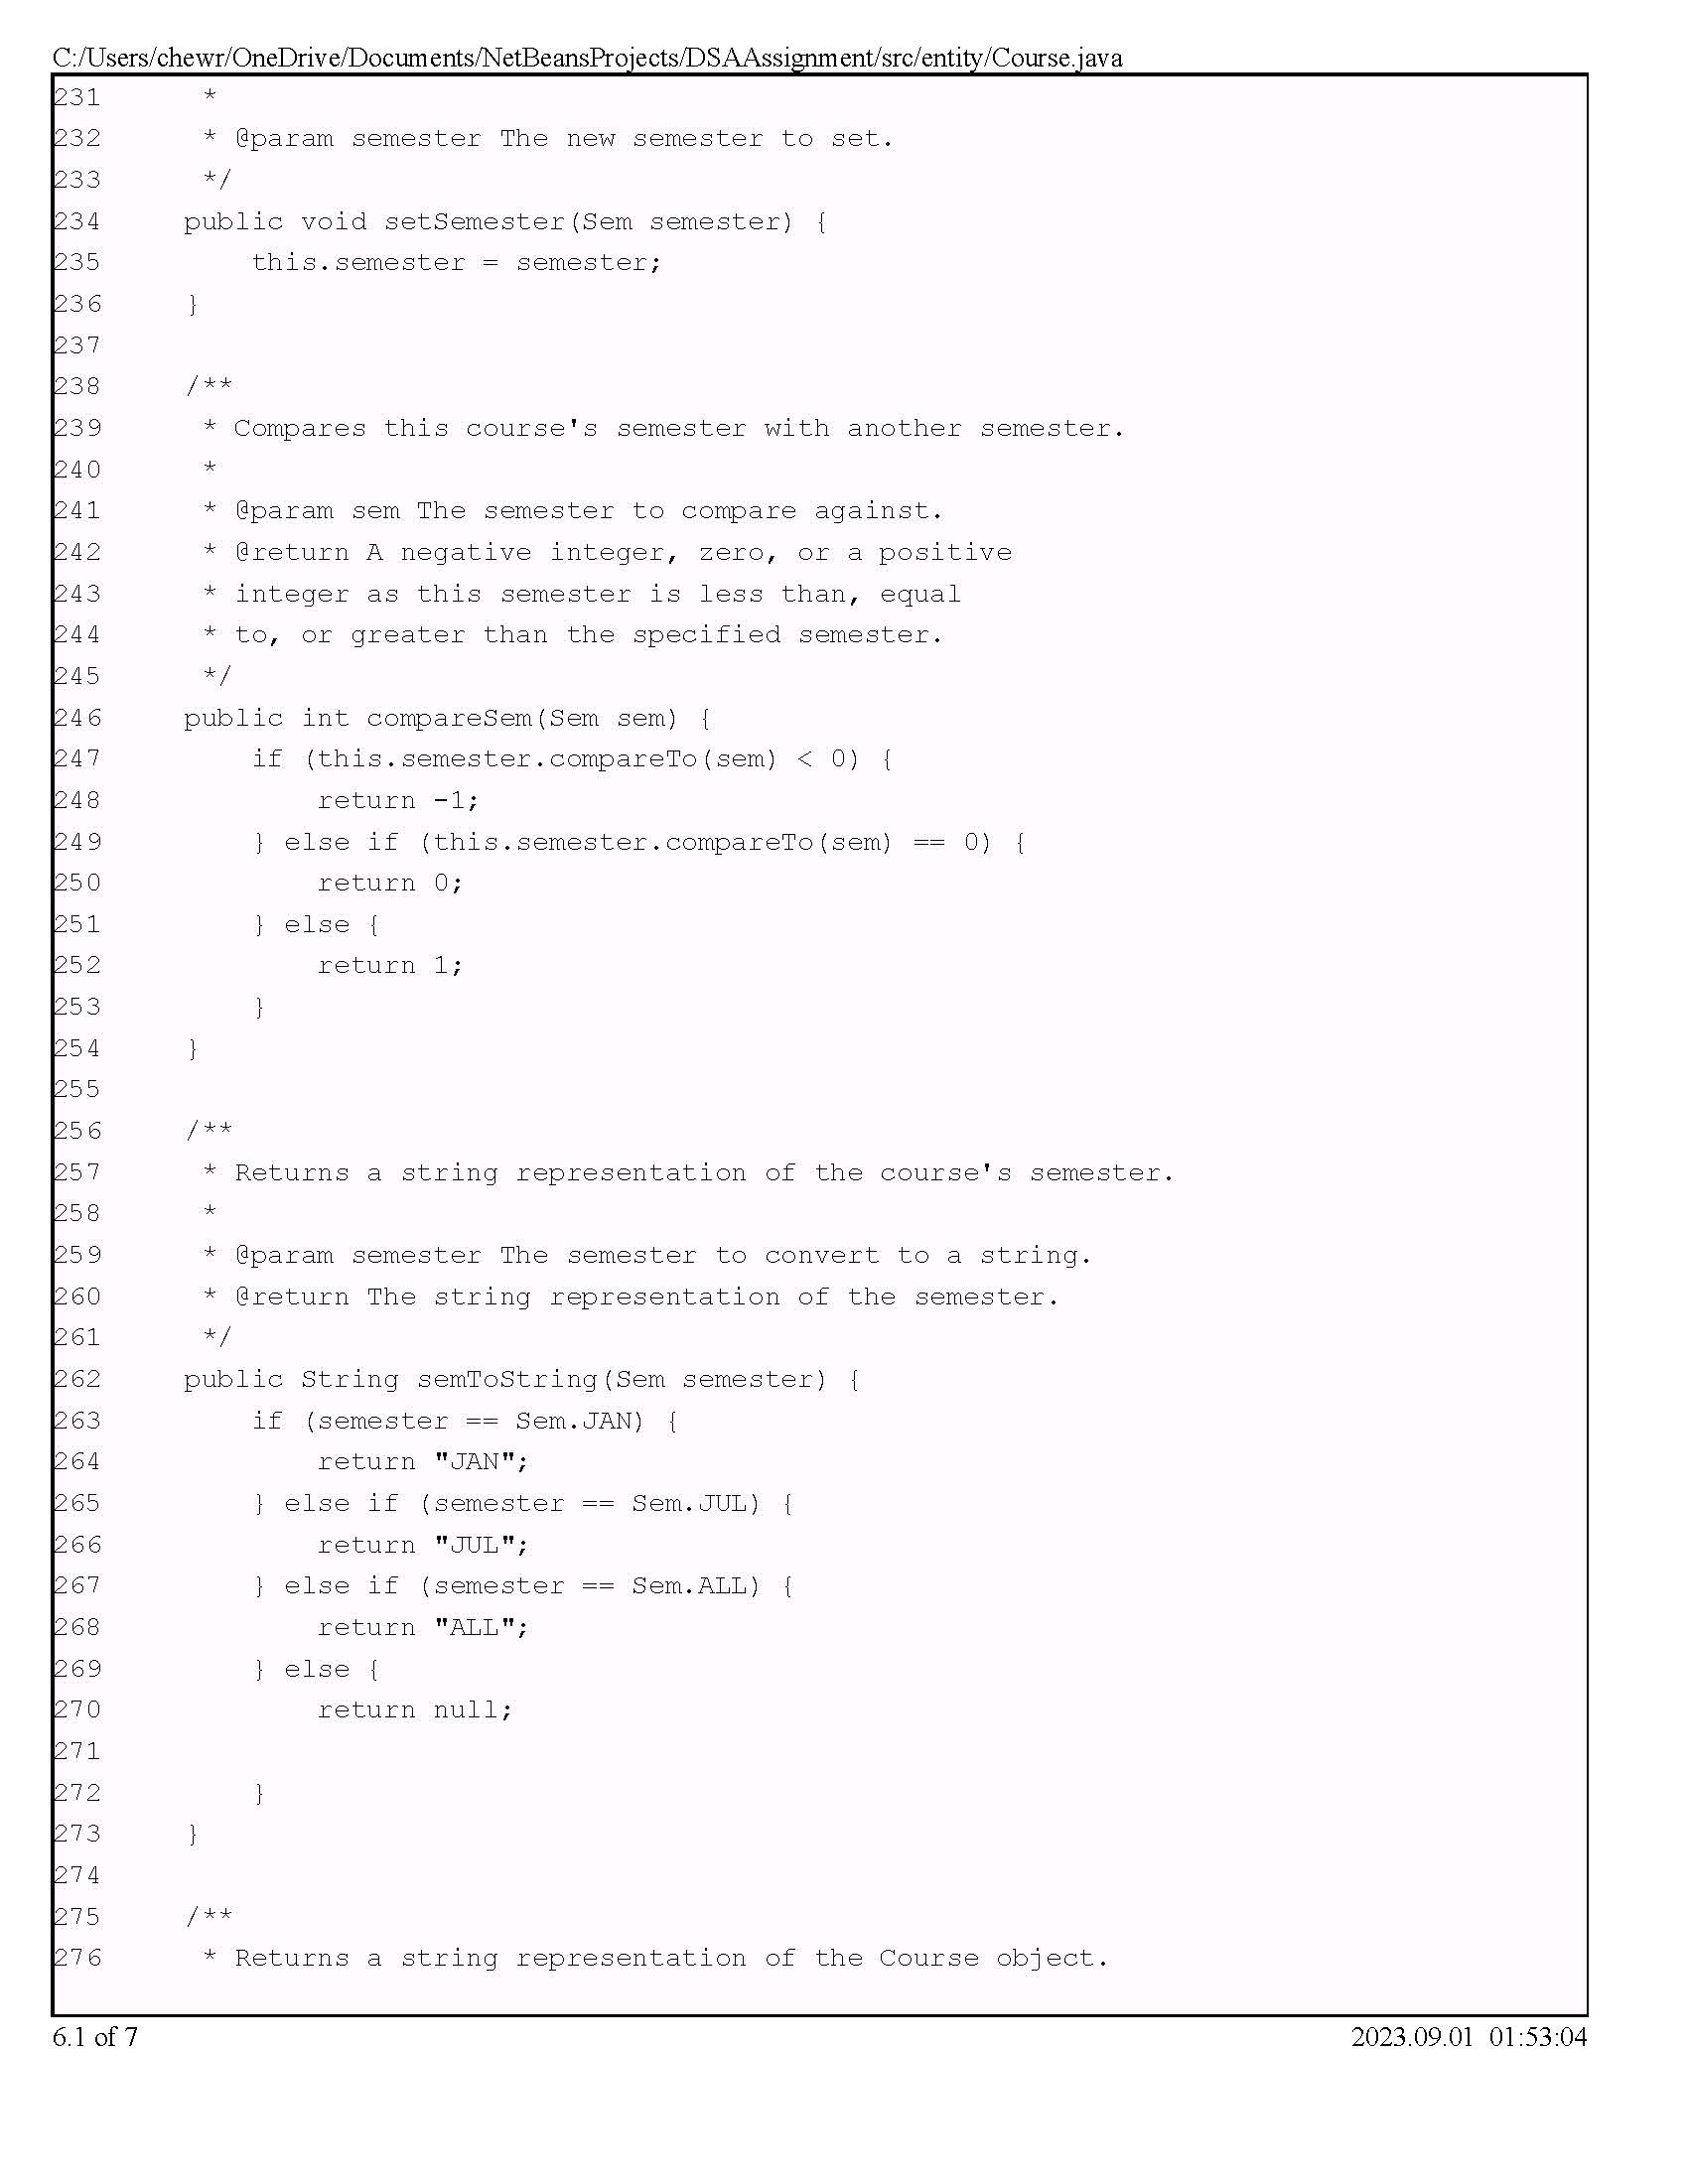 C:/Users/chewr/OneDrive/Documents/NetBeansProjects/DSAAssignment/src/entity/Course.java
231      *
232      * @param semester The new semester to set.
233      */
234     public void setSemester(Sem semester) {
235         this.semester = semester;
236     }
237
238     /**
239      * Compares this course's semester with another semester.
240      *
241      * @param sem The semester to compare against.
242      * @return A negative integer, zero, or a positive
243      * integer as this semester is less than, equal
244      * to, or greater than the specified semester.
245      */
246     public int compareSem(Sem sem) {
247         if (this.semester.compareTo(sem) < 0) {
248             return -1;
249         } else if (this.semester.compareTo(sem) == 0) {
250             return 0;
251         } else {
252             return 1;
253         }
254     }
255
256     /**
257      * Returns a string representation of the course's semester.
258      *
259      * @param semester The semester to convert to a string.
260      * @return The string representation of the semester.
261      */
262     public String semToString(Sem semester) {
263         if (semester == Sem.JAN) {
264             return "JAN";
265         } else if (semester == Sem.JUL) {
266             return "JUL";
267         } else if (semester == Sem.ALL) {
268             return "ALL";
269         } else {
270             return null;
271
272         }
273     }
274
275     /**
276      * Returns a string representation of the Course object.
6.1 of 7 2023.09.01 01:53:04